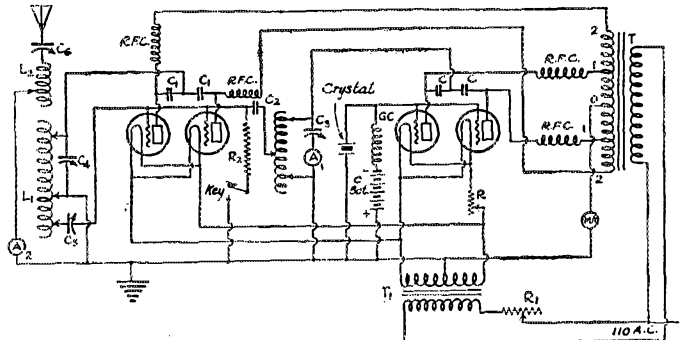 C6
L2
R.F.C.
C1
C1
R.F.C.
C2
C4
L1
C5
A 2
R2
Key
C3
A 1
Crystal
C
Bat.
-
+
C
C
GC
R
R.F.C.
R.F.C.
2
1
0
1
2
T
MA
T1
R1
110 A.C.